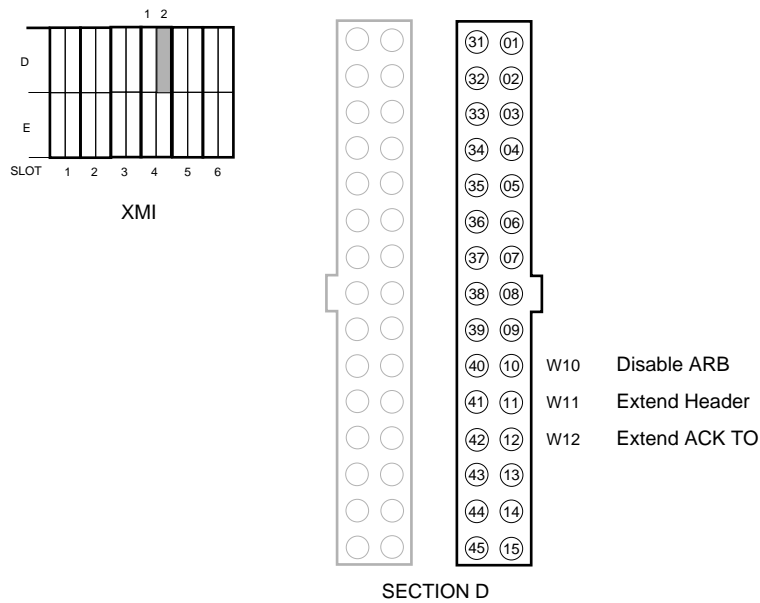 1 2
D
E
SLOT 1 2 3 4 5 6
XMI
31 01
32 02
33 03
34 04
35 05
36 06
37 07
38 08
39 09
40 10 W10 Disable ARB
41 11 W11 Extend Header
42 12 W12 Extend ACK TO
43 13
44 14
45 15
SECTION D